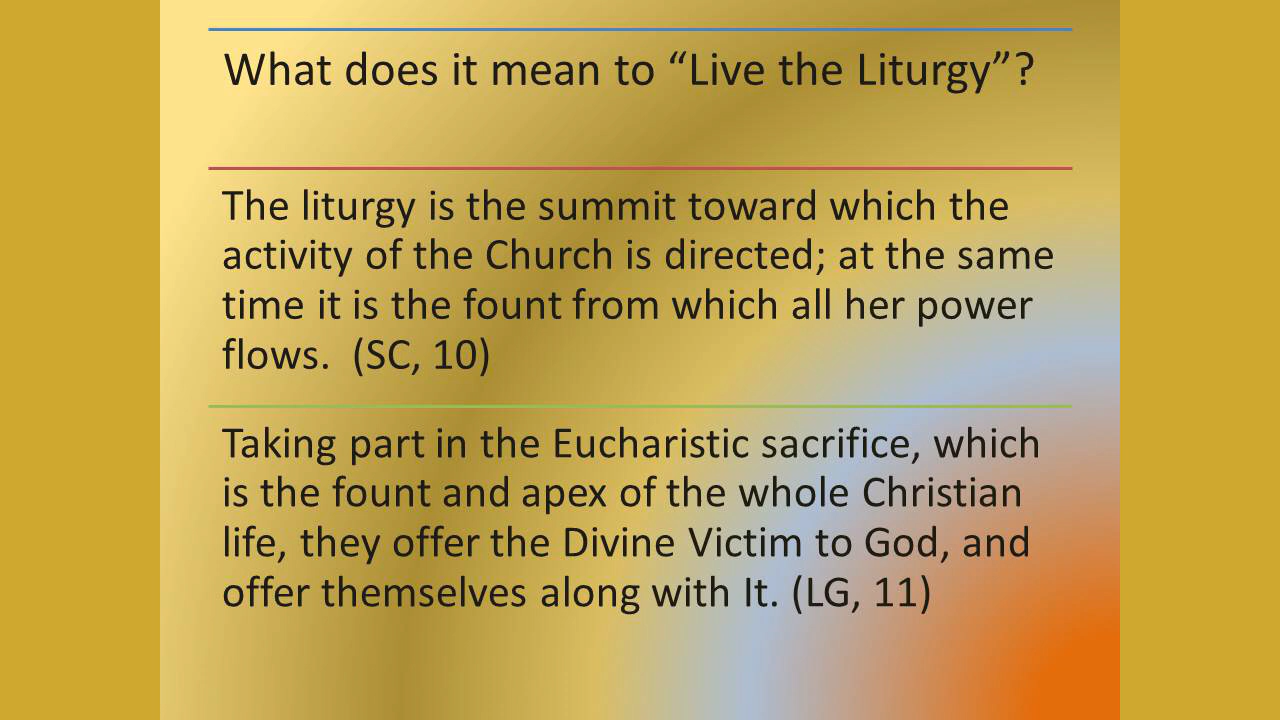 What does it mean to “Live the Liturgy”?
The liturgy is the summit toward which the
activity of the Church is directed; at the same
time it is the fount from which all her power
flows.  (SC, 10)
Taking part in the Eucharistic sacrifice, which
is the fount and apex of the whole Christian
life, they offer the Divine Victim to God, and
offer themselves along with It. (LG, 11)